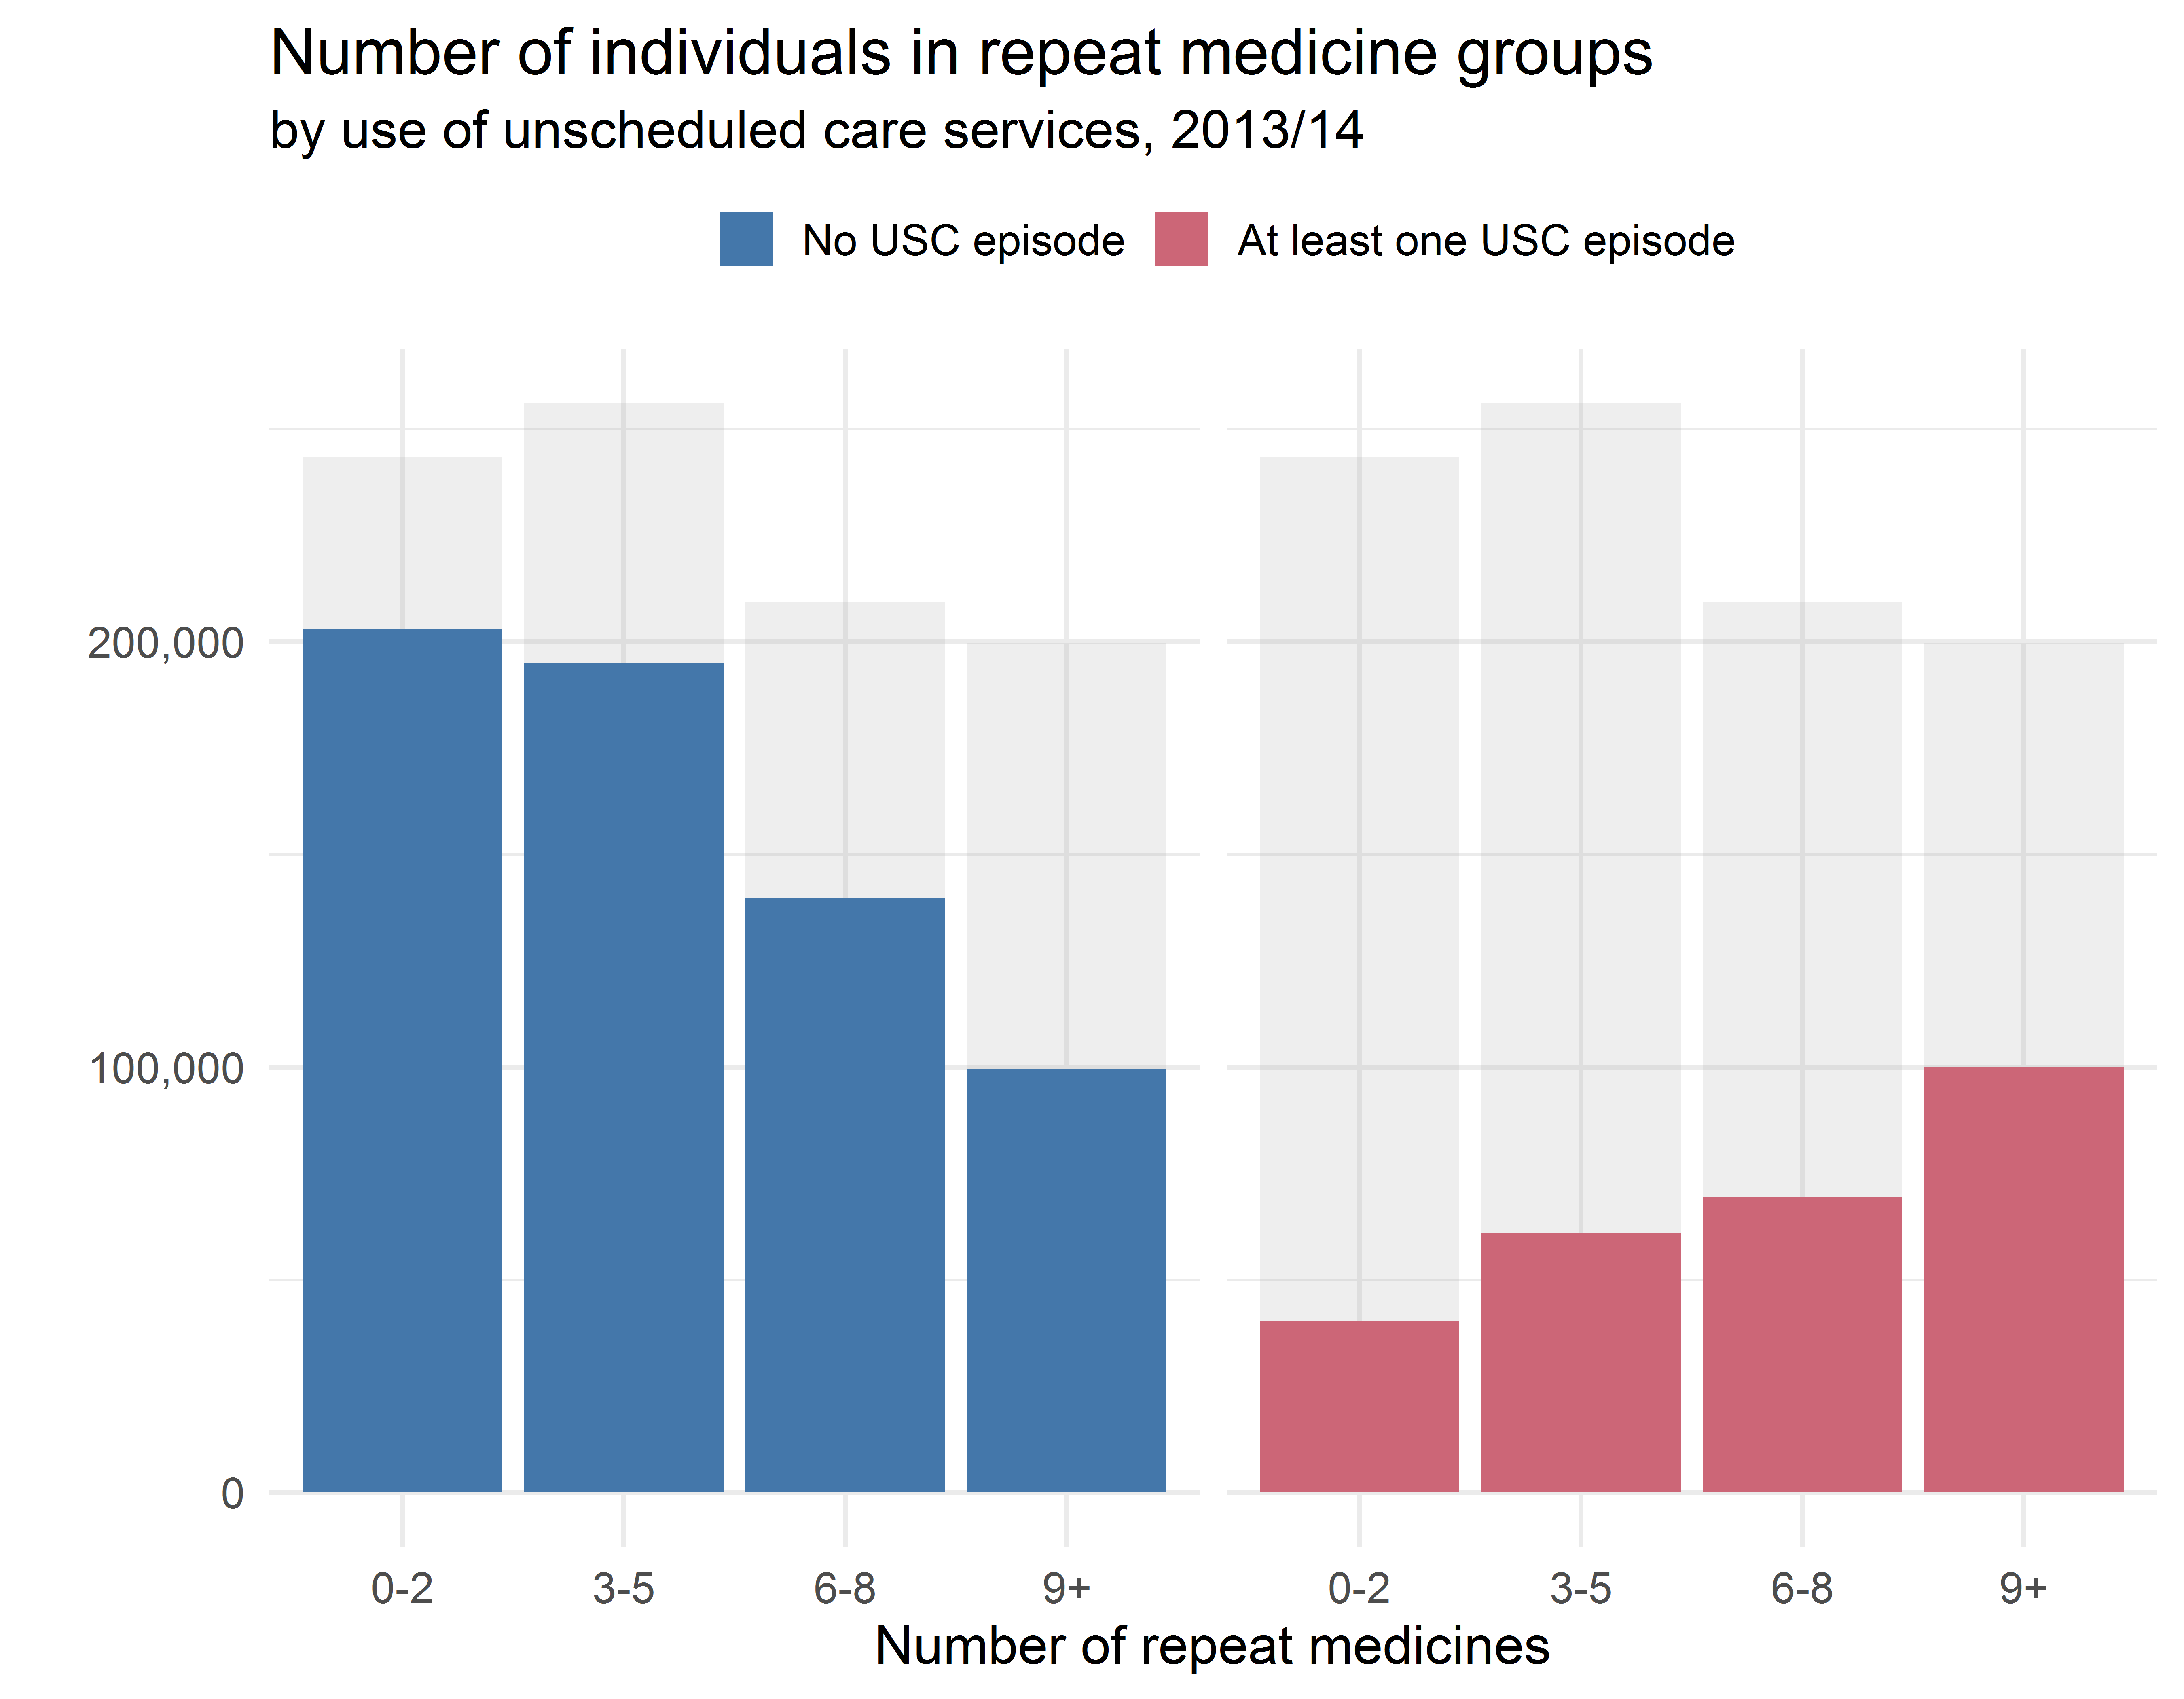 Number of individuals in repeat medicine groups
by use of unscheduled care services, 2013/14
No USC episode At least one USC episode
200,000
100,000
0
0-2 3-5 6-8 9+ 0-2 3-5 6-8 9+
Number of repeat medicines